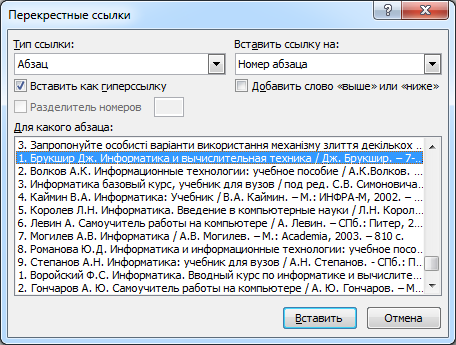 Перекрестные ссылки
Тип ссылки: Вставить ссылку на:
Абзац Номер абзаца
Вставить как гиперссылку Добавить слово «выше» или «ниже»
Разделитель номеров
Для какого абзаца:
3. Запропонуйте особисті варіанти використання механізму злиття декількох ...
1. Брукшир Дж. Информатика и вычислительная техника / Дж. Брукшир. – 7-...
2. Волков А.К. Информационные технологии: учебное пособие / А.К.Волков. ...
3. Информатика базовый курс, учебник для вузов / под ред. С.В. Симоновича...
4. Каймин В.А. Информатика: Учебник / В.А. Каймин. – М.: ИНФРА-М, 2002. – ...
5. Королев Л.Н. Информатика. Введение в компьютерные науки / Л.Н. Корол...
6. Левин А. Самоучитель работы на компьютере / А. Левин. – СПб.: Питер, 2...
7. Могилев А.В. Информатика / А.В. Могилев. – М.: Academia, 2003. – 810 с.
8. Романова Ю.Д. Информатика и информационные технологии: учебное посо...
9. Степанов А.Н. Информатика: учебник для вузов / А.Н. Степанов. - СПб.: П...
1. Воройский Ф.С. Информатика. Вводный курс по информатике и вычислите...
2. Гончаров А. Ю. Самоучитель работы на компьютере / А. Ю. Гончаров. – М...
Вставить Отмена